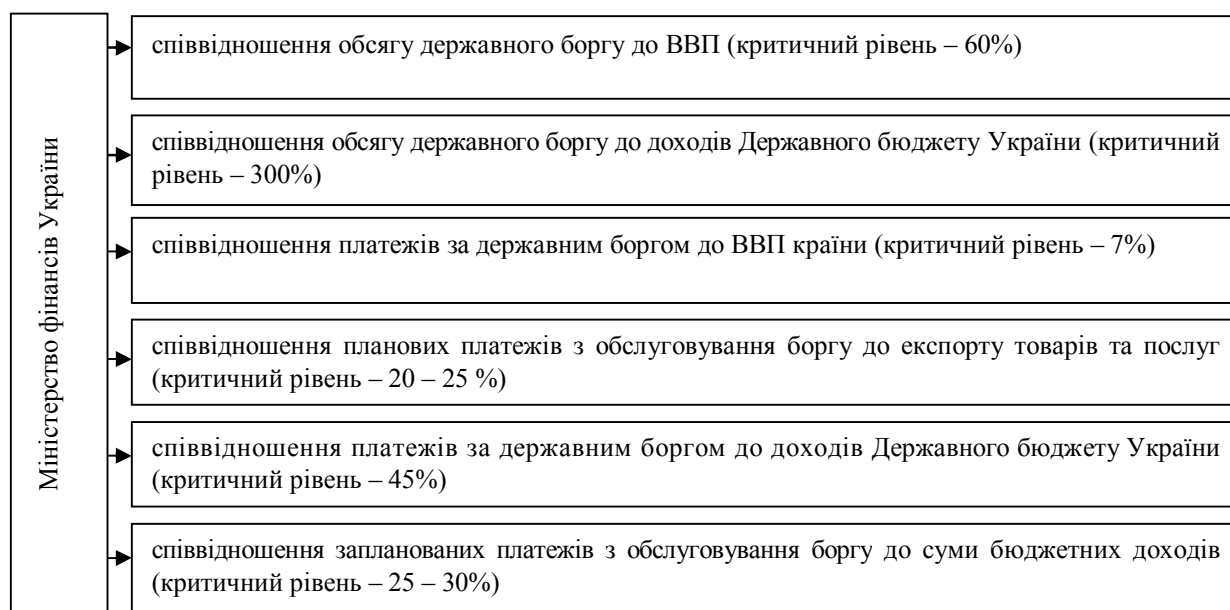 Міністерство фінансів України
співвідношення обсягу державного боргу до ВВП (критичний рівень – 60%)
співвідношення обсягу державного боргу до доходів Державного бюджету України (критичний
рівень – 300%)
співвідношення платежів за державним боргом до ВВП країни (критичний рівень – 7%)
співвідношення планових платежів з обслуговування боргу до експорту товарів та послуг
(критичний рівень – 20 – 25 %)
співвідношення платежів за державним боргом до доходів Державного бюджету України
(критичний рівень – 45%)
співвідношення запланованих платежів з обслуговування боргу до суми бюджетних доходів
(критичний рівень – 25 – 30%)